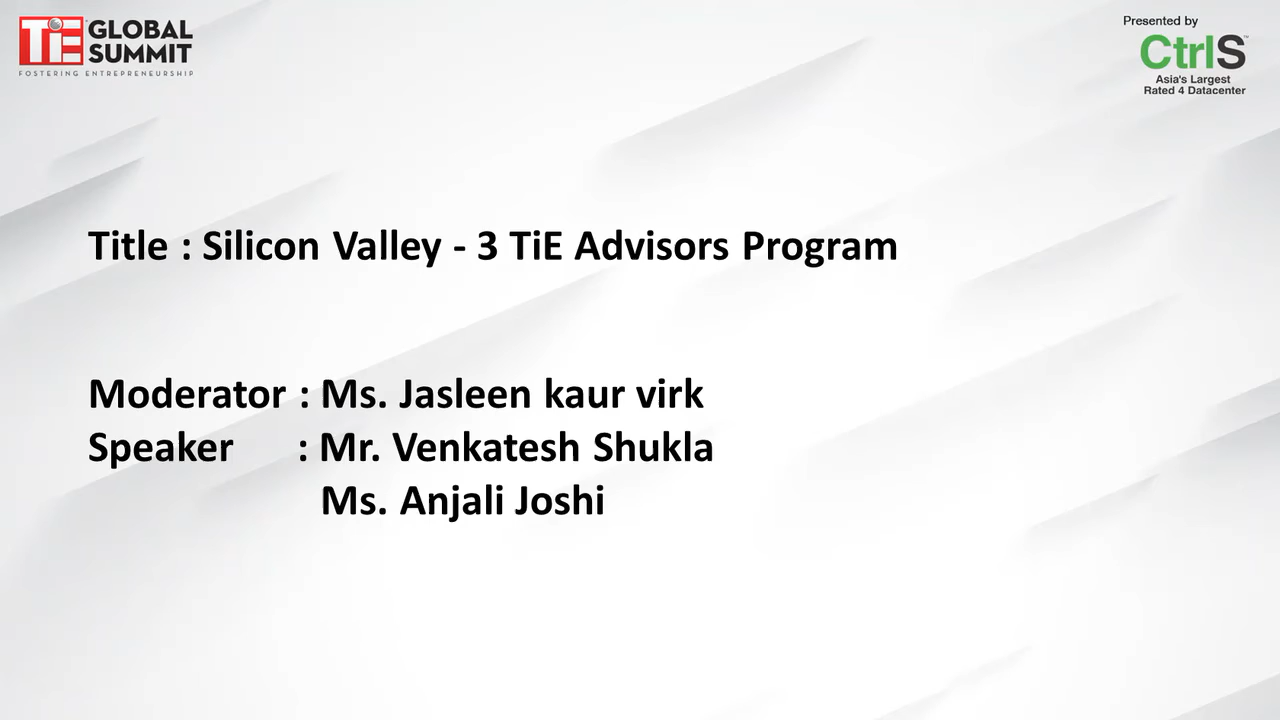 TiE GLOBAL
SUMMIT
FOSTERING ENTREPRENEURSHIP
Presented by
CtrlS™
Asia's Largest
Rated 4 Datacenter
Title : Silicon Valley - 3 TiE Advisors Program
Moderator : Ms. Jasleen kaur virk
Speaker : Mr. Venkatesh Shukla
Ms. Anjali Joshi